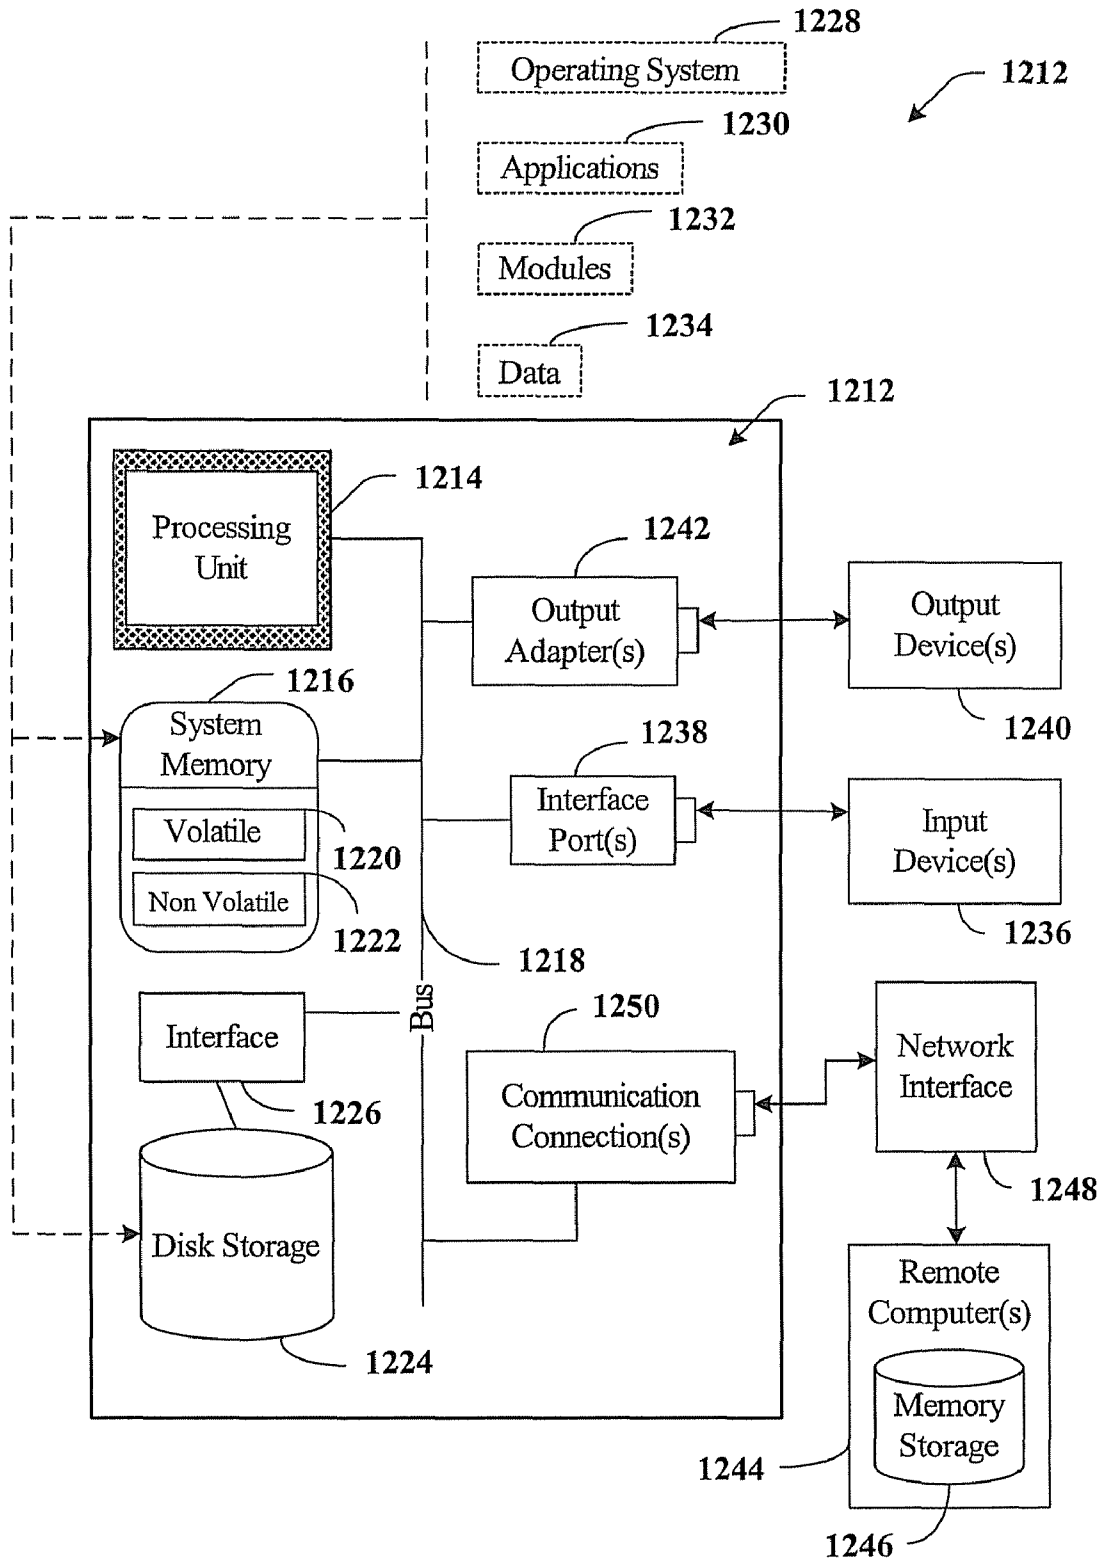 1228
Operating System
1212
1230
Applications
1232
Modules
1234
Data
1212
1214
Processing
Unit
1242
Output
Adapter(s)
Output
Device(s)
1240
1216
System
Memory
1238
Interface
Port(s)
Input
Device(s)
1236
Volatile
1220
Non Volatile
1222
1218
Bus
1250
Interface
1226
Communication
Connection(s)
Network
Interface
1248
Disk Storage
1224
Remote
Computer(s)
Memory
Storage
1244
1246